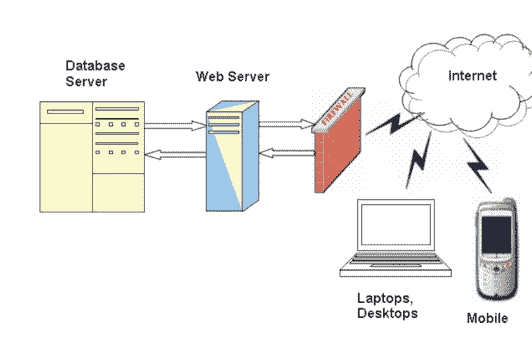 Database
Server
Web Server
FIREWALL
Internet
Laptops,
Desktops
Mobile